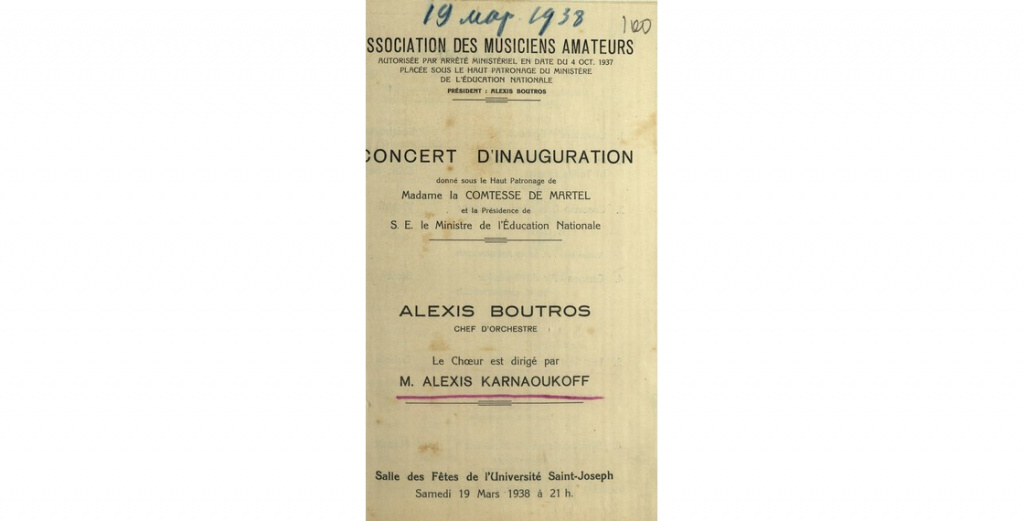 19 мар. 1938
100
SSOCIATION DES MUSICIENS AMATEURS
AUTORISÉE PAR ARRÊTÉ MINISTÉRIEL EN DATE DU 4 OCT. 1937
PLACÉE SOUS LE HAUT PATRONAGE DU MINISTÈRE
DE L'ÉDUCATION NATIONALE
PRÉSIDENT : ALEXIS BOUTROS
CONCERT D'INAUGURATION
donné sous le Haut Patronage de
Madame la COMTESSE DE MARTEL
et la Présidence de
S. E. le Ministre de l'Éducation Nationale
ALEXIS BOUTROS
CHEF D'ORCHESTRE
Le Chœur est dirigé par
M. ALEXIS KARNAOUKOFF
Salle des Fêtes de l'Université Saint-Joseph
Samedi 19 Mars 1938 à 21 h.